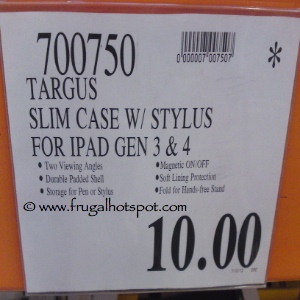 700750
0000007007507
*
TARGUS
SLIM CASE W/ STYLUS
FOR IPAD GEN 3 & 4
• Two Viewing Angles
• Durable Padded Shell
• Storage for Pen or Stylus
• Magnetic ON/OFF
• Soft Lining Protection
• Fold for Hands-free Stand
© www.frugalhotspot.com
10.00